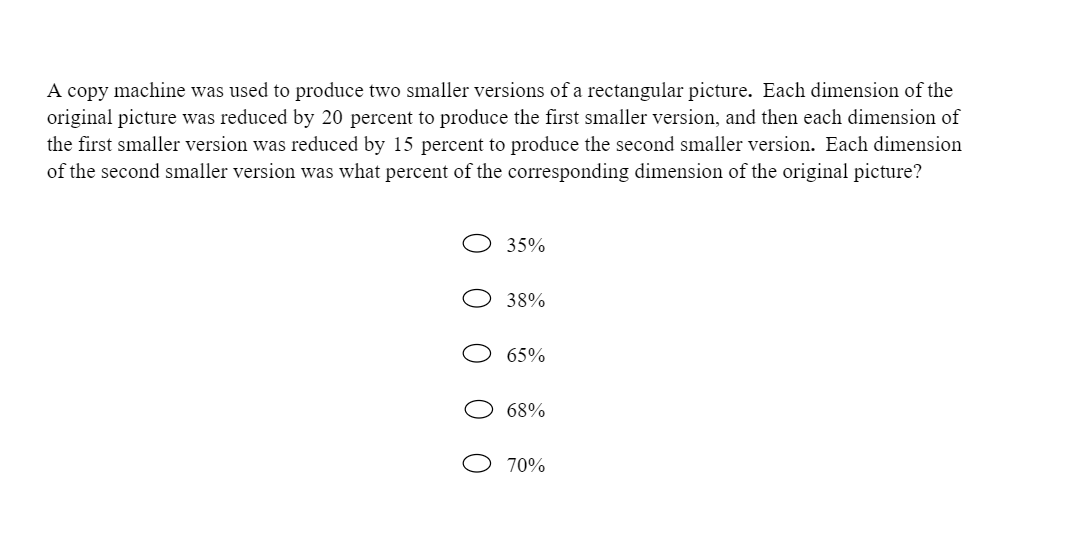 A copy machine was used to produce two smaller versions of a rectangular picture. Each dimension of the
original picture was reduced by 20 percent to produce the first smaller version, and then each dimension of
the first smaller version was reduced by 15 percent to produce the second smaller version. Each dimension
of the second smaller version was what percent of the corresponding dimension of the original picture?
35%
38%
65%
68%
70%